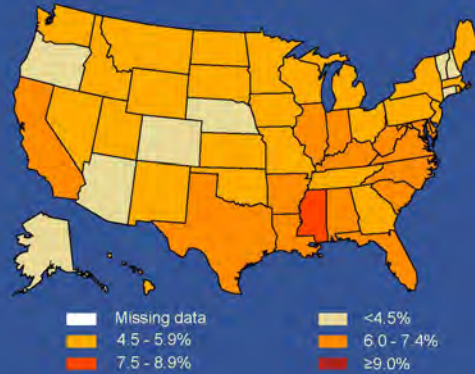 Missing data
<4.5%
4.5 - 5.9%
6.0 - 7.4%
7.5 - 8.9%
≥9.0%